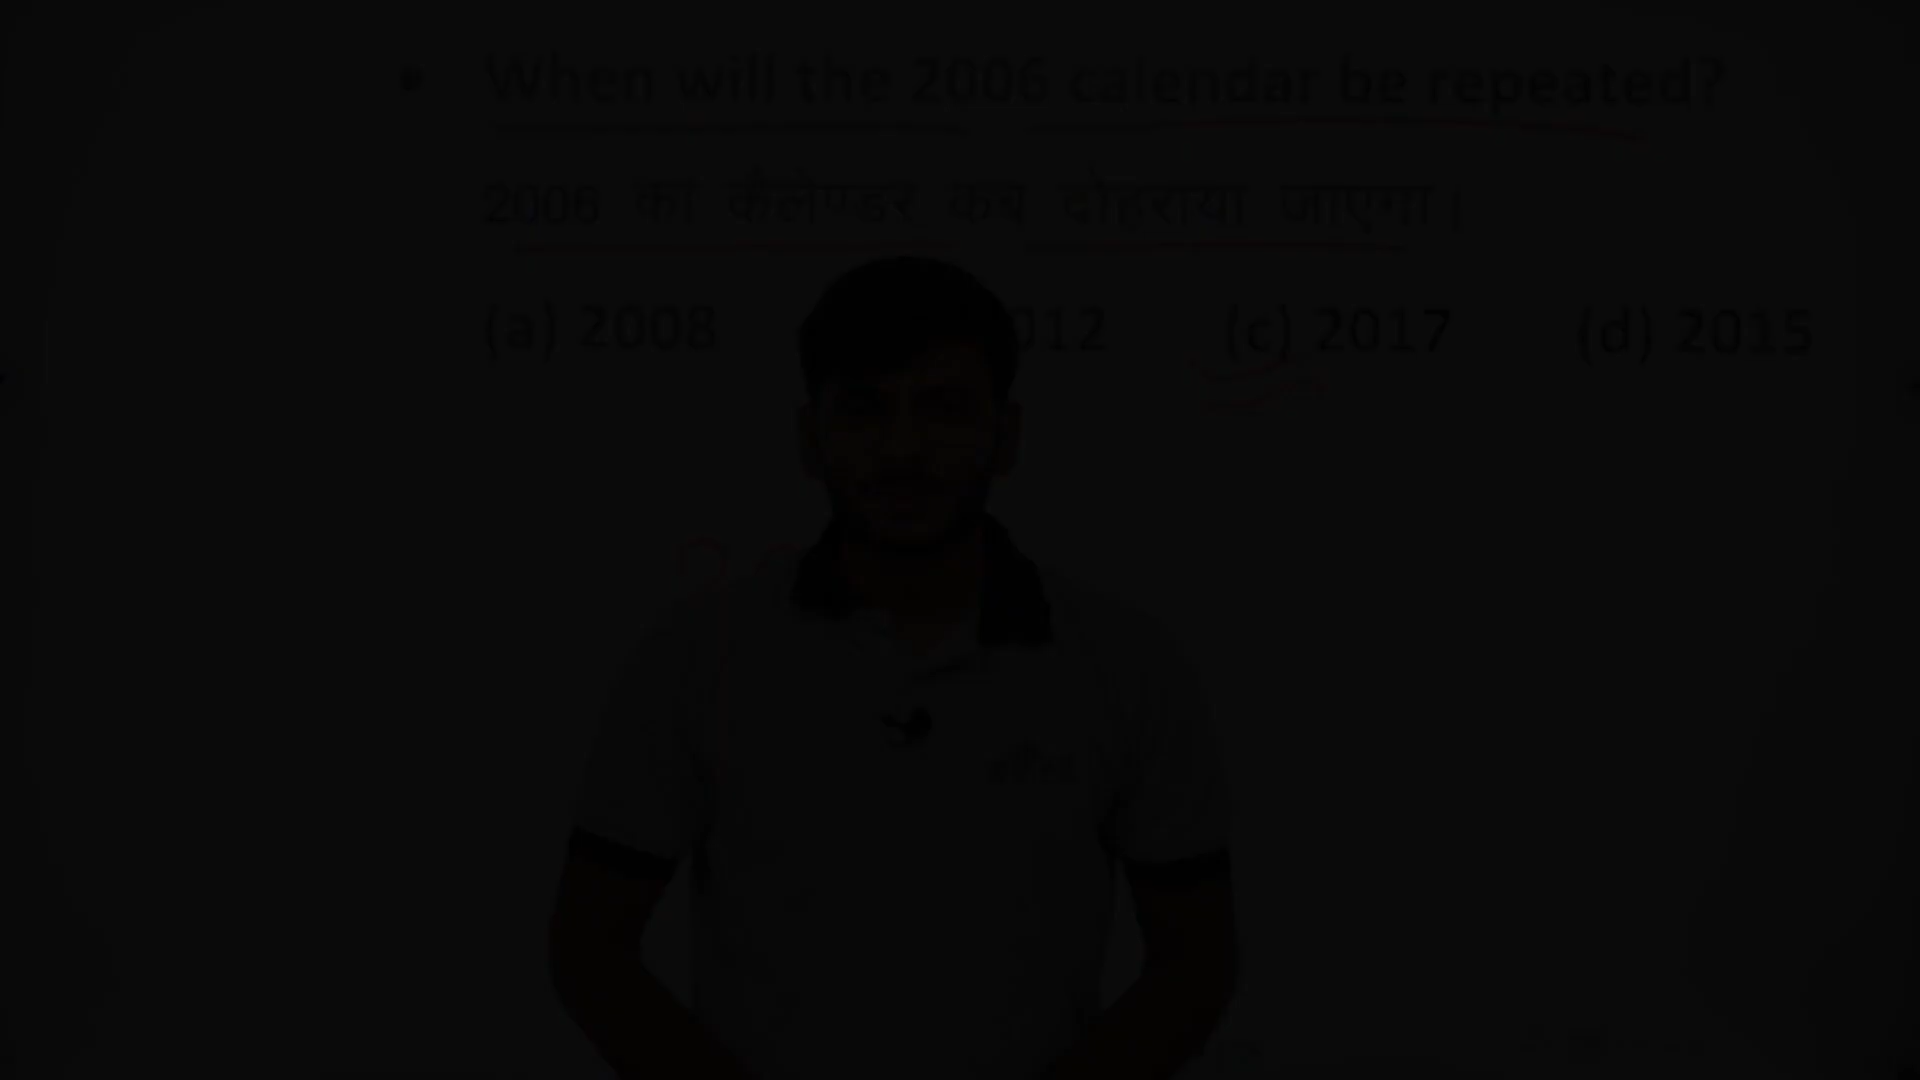 • When will the 2006 calendar be repeated?
2006 का कैलेण्डर कब दोहराया जाएगा।
(a) 2008 012 (c) 2017 (d) 2015